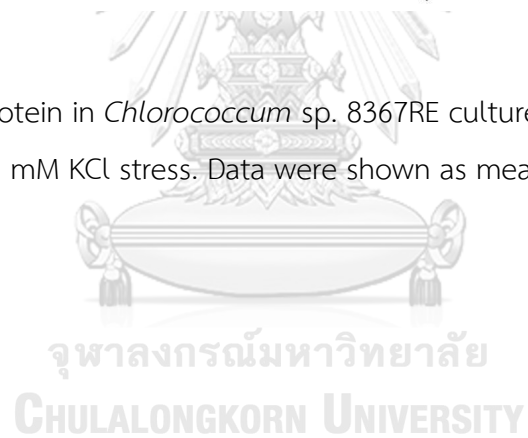 otein in Chlorococcum sp. 8367RE culture
mM KCl stress. Data were shown as mea
จุฬาลงกรณ์มหาวิทยาลัย
CHULALONGKORN UNIVERSITY